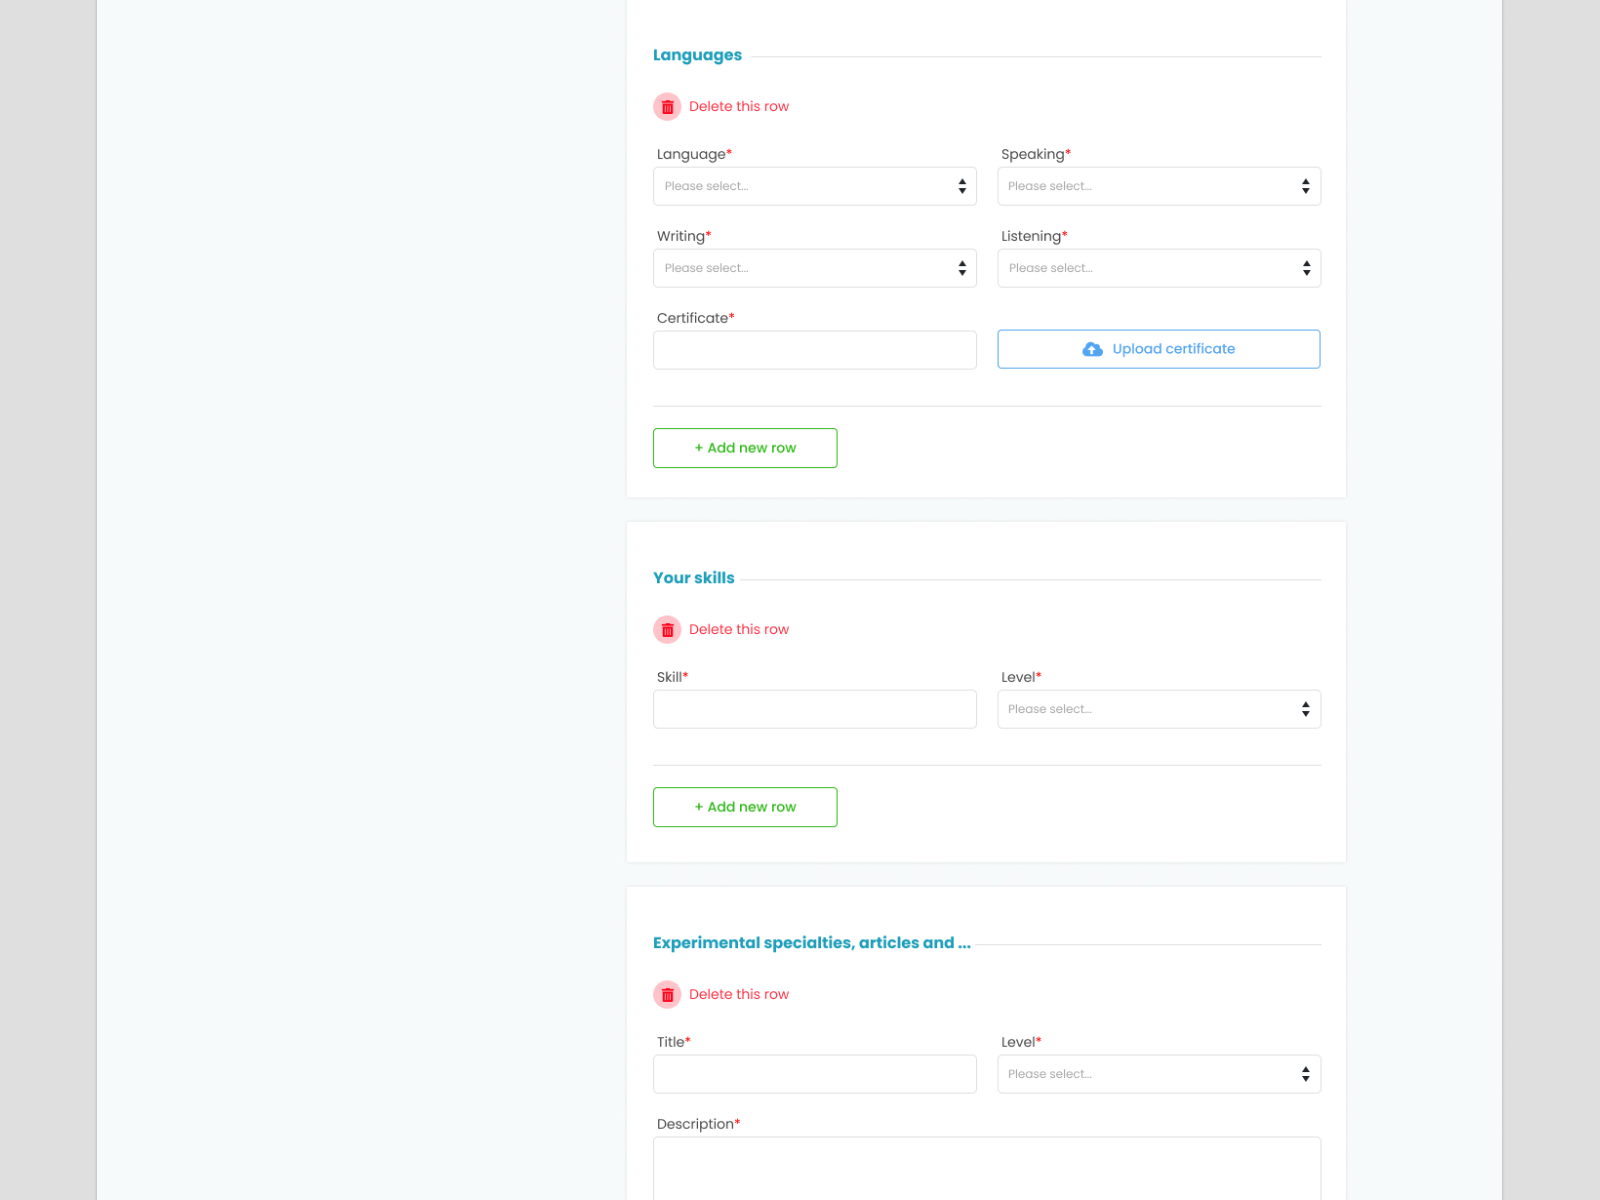 Languages
Delete this row
Language* Speaking*
Please select... Please select...
Writing* Listening*
Please select... Please select...
Certificate*
Upload certificate
+ Add new row
Your skills
Delete this row
Skill* Level*
Please select...
+ Add new row
Experimental specialties, articles and ...
Delete this row
Title* Level*
Please select...
Description*